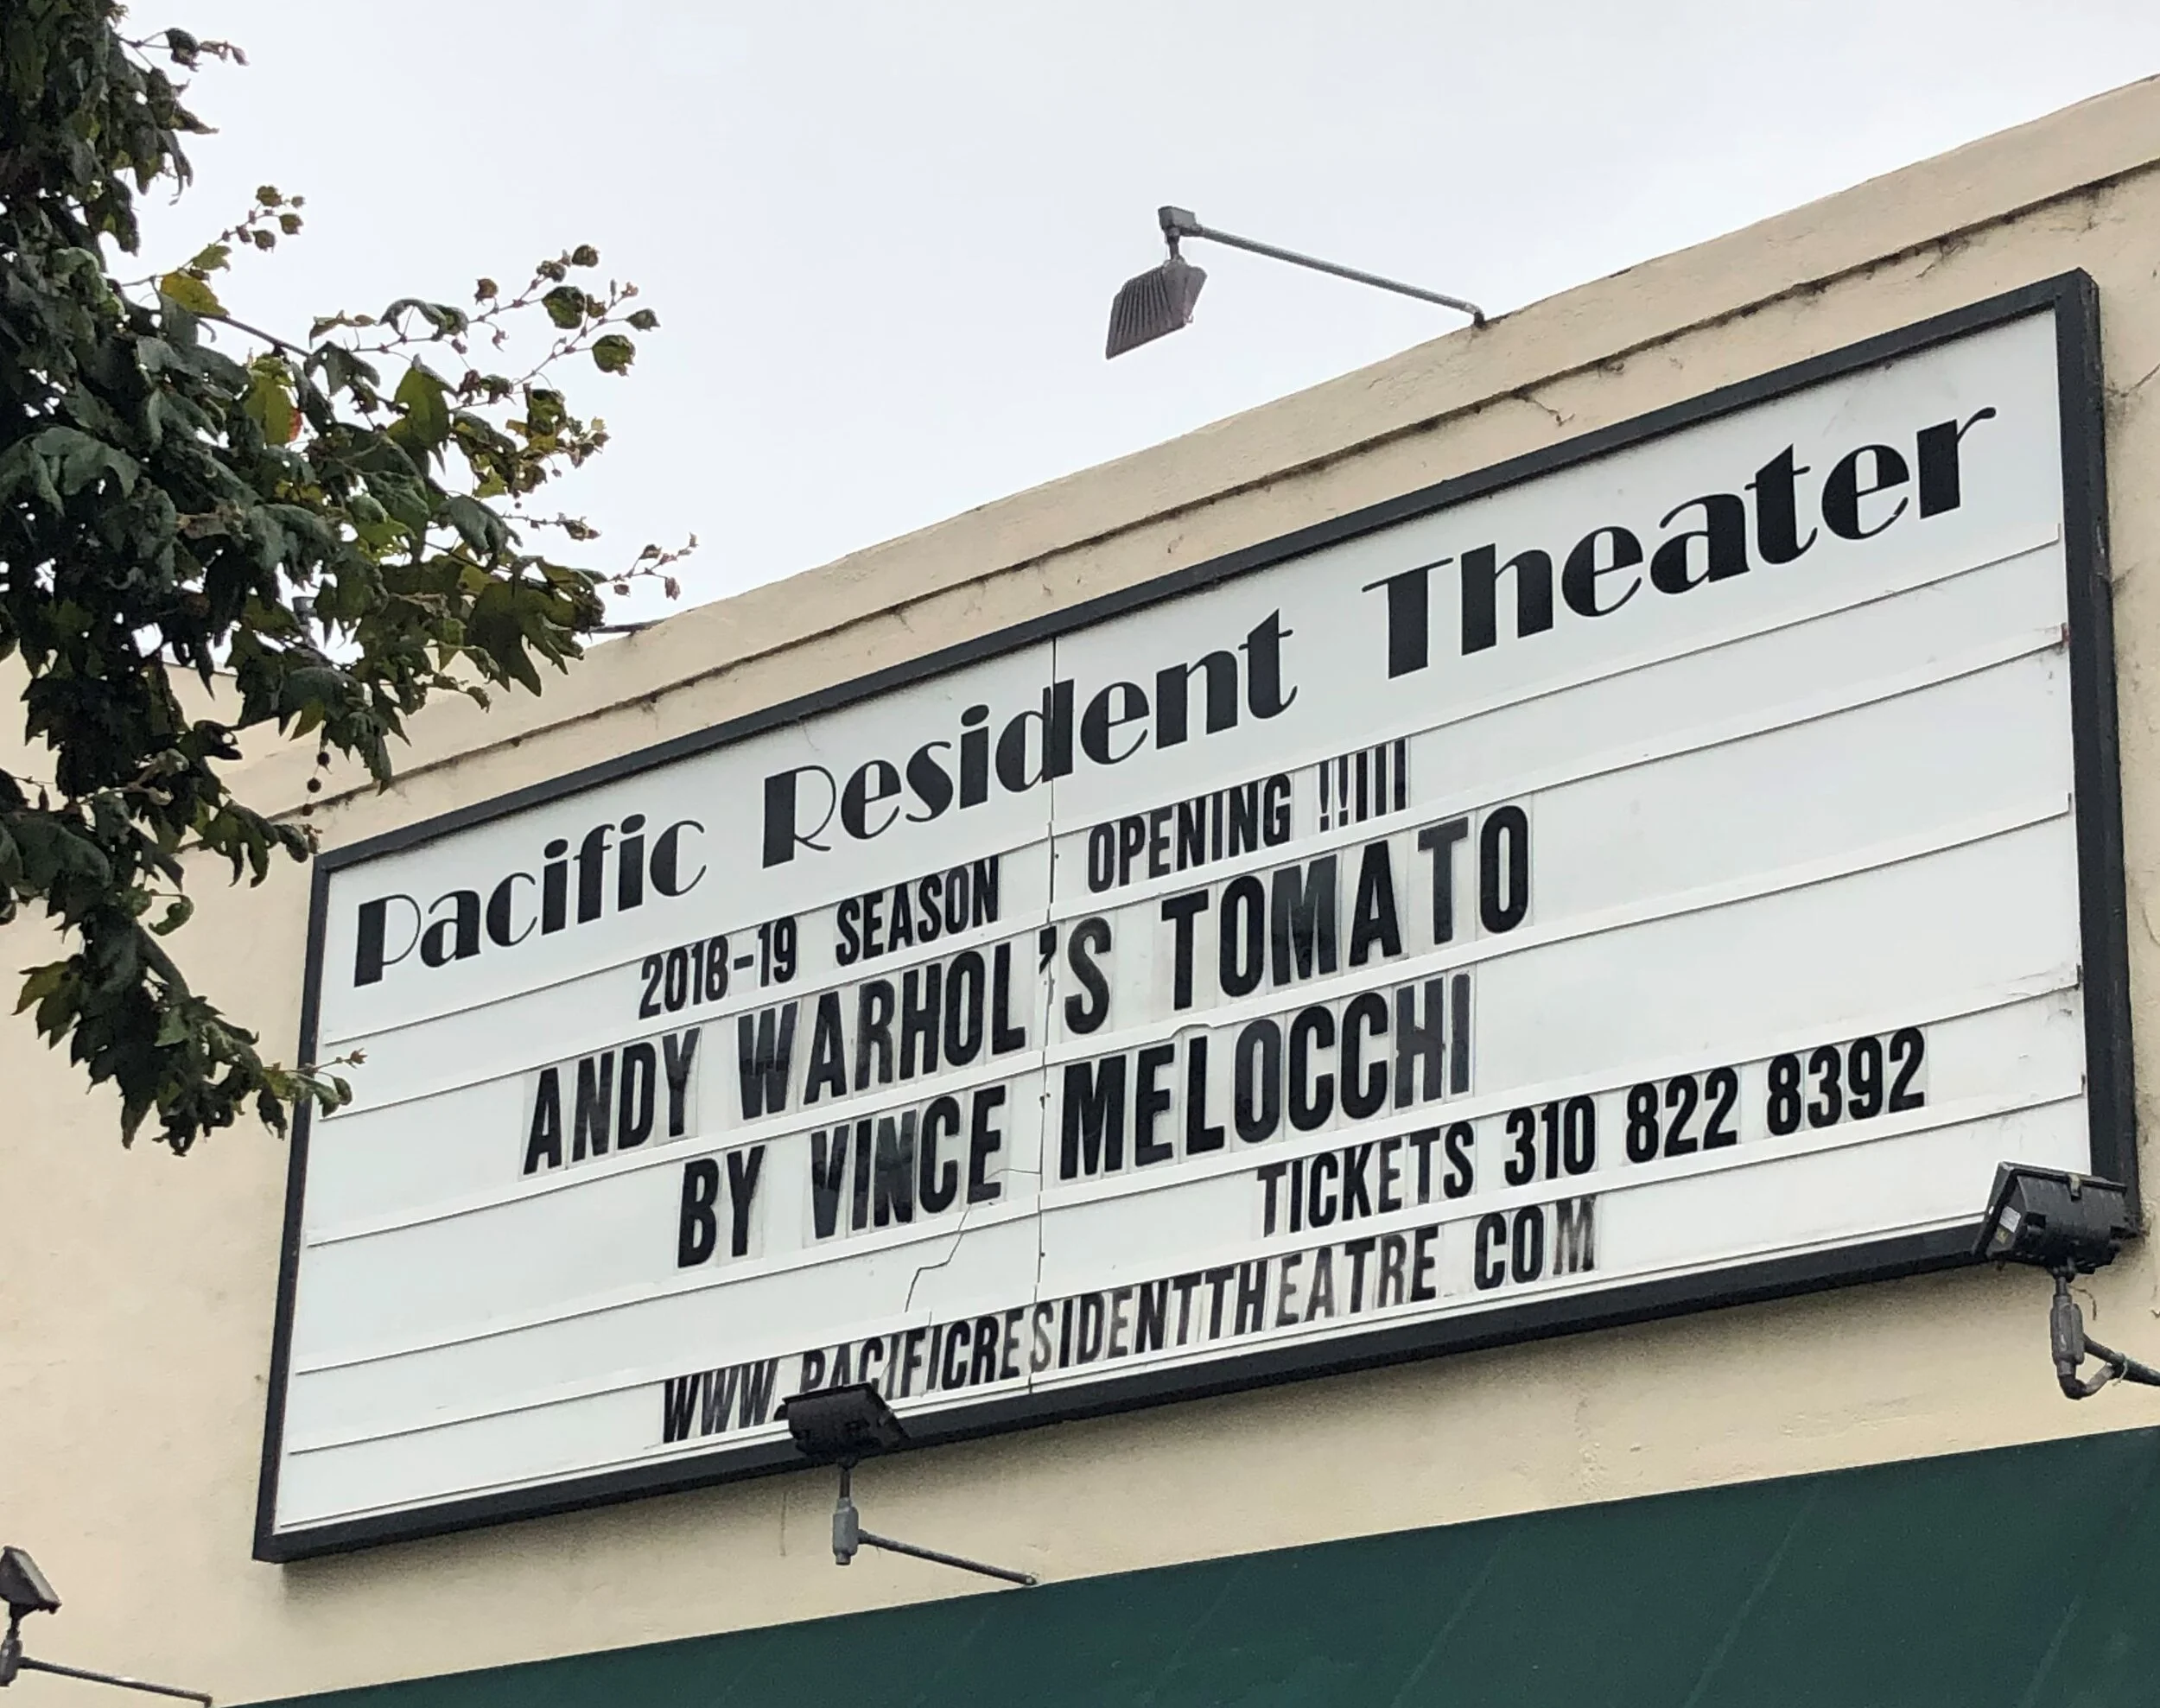 Pacific Resident Theater
2018-19 SEASON OPENING !!III
ANDY WARHOL'S TOMATO
BY VINCE MELOCCHI
TICKETS 310 822 8392
WWW.PACIFICRESIDENTTHEATRE COM